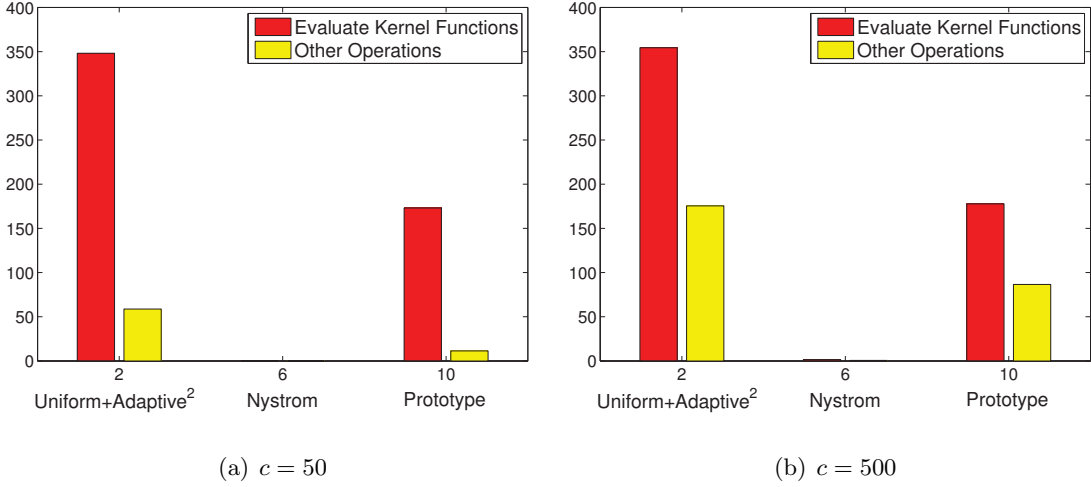 400
350
300
250
200
150
100
50
0
Evaluate Kernel Functions
Other Operations
2 6 10
Uniform+Adaptive² Nystrom Prototype
(a) c = 50
400
350
300
250
200
150
100
50
0
Evaluate Kernel Functions
Other Operations
2 6 10
Uniform+Adaptive² Nystrom Prototype
(b) c = 500